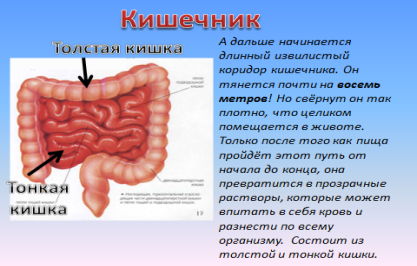 Кишечник
Толстая кишка
Тонкая
кишка
17
А дальше начинается
длинный извилистый
коридор кишечника. Он
тянется почти на восемь
метров! Но свёрнут он так
плотно, что целиком
помещается в животе.
Только после того как пища
пройдёт этот путь от
начала до конца, она
превратится в прозрачные
растворы, которые может
впитать в себя кровь и
разнести по всему
организму. Состоит из
толстой и тонкой кишки.